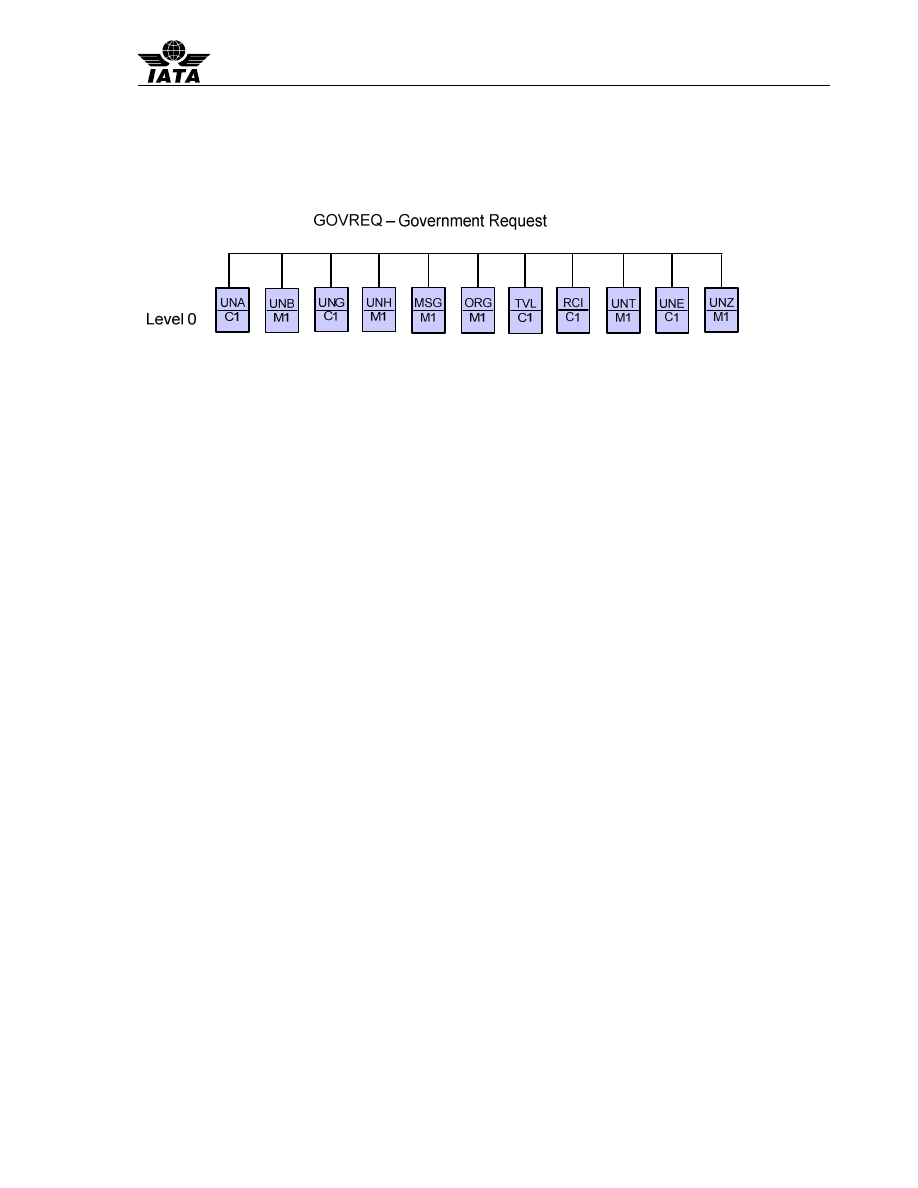 IATA
GOVREQ – Government Request
UNA UNB UNG UNH MSG ORG TVL RCI UNT UNE UNZ
Level 0 C1 M1 C1 M1 M1 M1 C1 C1 M1 C1 M1